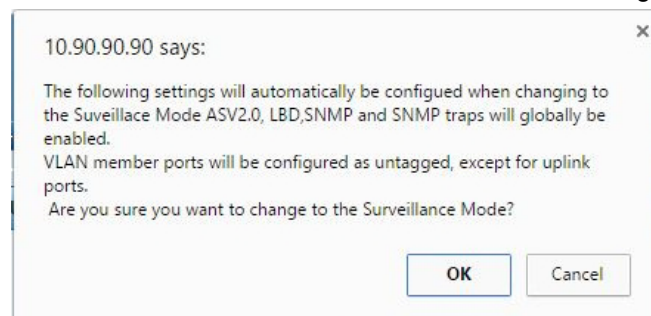 10.90.90.90 says:
The following settings will automatically be configued when changing to
the Suveillace Mode ASV2.0, LBD,SNMP and SNMP traps will globally be
enabled.
VLAN member ports will be configured as untagged, except for uplink
ports.
Are you sure you want to change to the Surveillance Mode?
OK Cancel